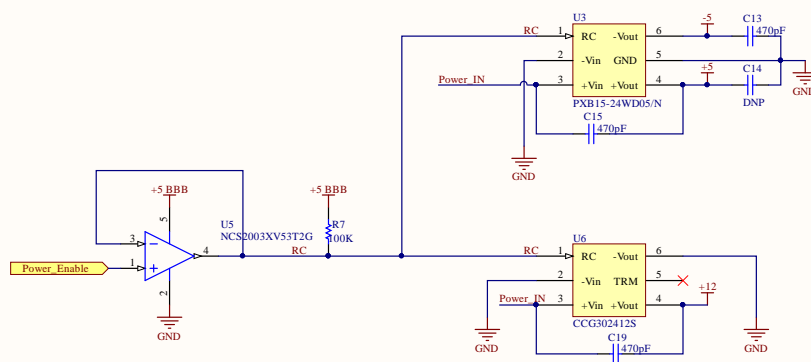 U3
RC
1
RC
-Vout
6
-5
C13
470pF
2
-Vin
GND
5
Power_IN
3
+Vin
+Vout
4
+5
C14
DNP
GND
PXB15-24WD05/N
C15
470pF
GND
+5 BBB
+5 BBB
5
U5
NCS2003XV53T2G
R7
100K
3
4
RC
Power_Enable
1
2
GND
U6
RC
1
RC
-Vout
6
2
-Vin
TRM
5
Power_IN
3
+Vin
+Vout
4
+12
CCG302412S
GND
GND
C19
470pF